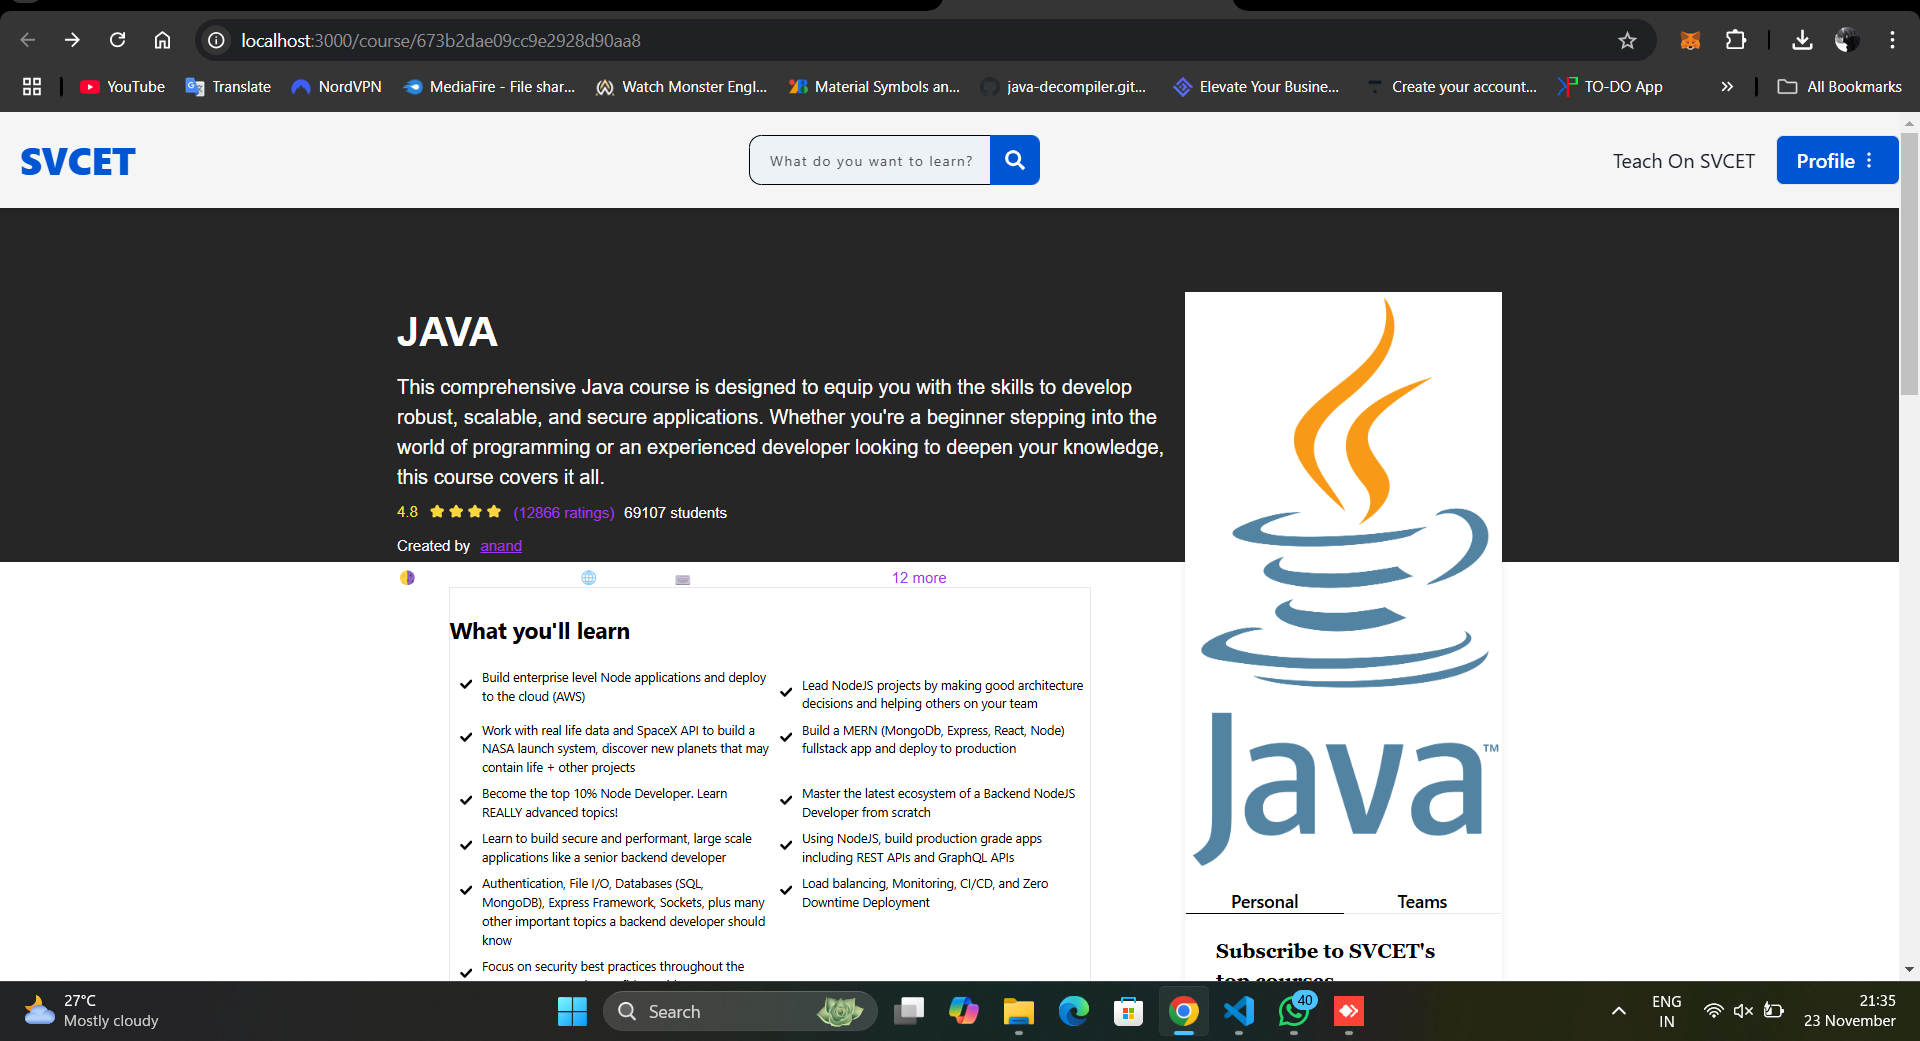 localhost:3000/course/673b2dae09cc9e2928d90aa8
YouTube
Translate
NordVPN
MediaFire - File shar...
Watch Monster Engl...
Material Symbols an...
java-decompiler.git...
Elevate Your Busine...
Create your account...
TO-DO App
All Bookmarks
SVCET
What do you want to learn?
Teach On SVCET
Profile
JAVA
This comprehensive Java course is designed to equip you with the skills to develop
robust, scalable, and secure applications. Whether you're a beginner stepping into the
world of programming or an experienced developer looking to deepen your knowledge,
this course covers it all.
4.8 (12866 ratings) 69107 students
Created by anand
12 more
What you'll learn
Build enterprise level Node applications and deploy
to the cloud (AWS)
Lead NodeJS projects by making good architecture
decisions and helping others on your team
Work with real life data and SpaceX API to build a
NASA launch system, discover new planets that may
contain life + other projects
Build a MERN (MongoDb, Express, React, Node)
fullstack app and deploy to production
Become the top 10% Node Developer. Learn
REALLY advanced topics!
Master the latest ecosystem of a Backend NodeJS
Developer from scratch
Learn to build secure and performant, large scale
applications like a senior backend developer
Using NodeJS, build production grade apps
including REST APIs and GraphQL APIs
Authentication, File I/O, Databases (SQL,
MongoDB), Express Framework, Sockets, plus many
other important topics a backend developer should
know
Load balancing, Monitoring, CI/CD, and Zero
Downtime Deployment
Focus on security best practices throughout the
Java™
Personal
Teams
Subscribe to SVCET's
top courses
27°C
Mostly cloudy
Search
40
ENG
IN
21:35
23 November